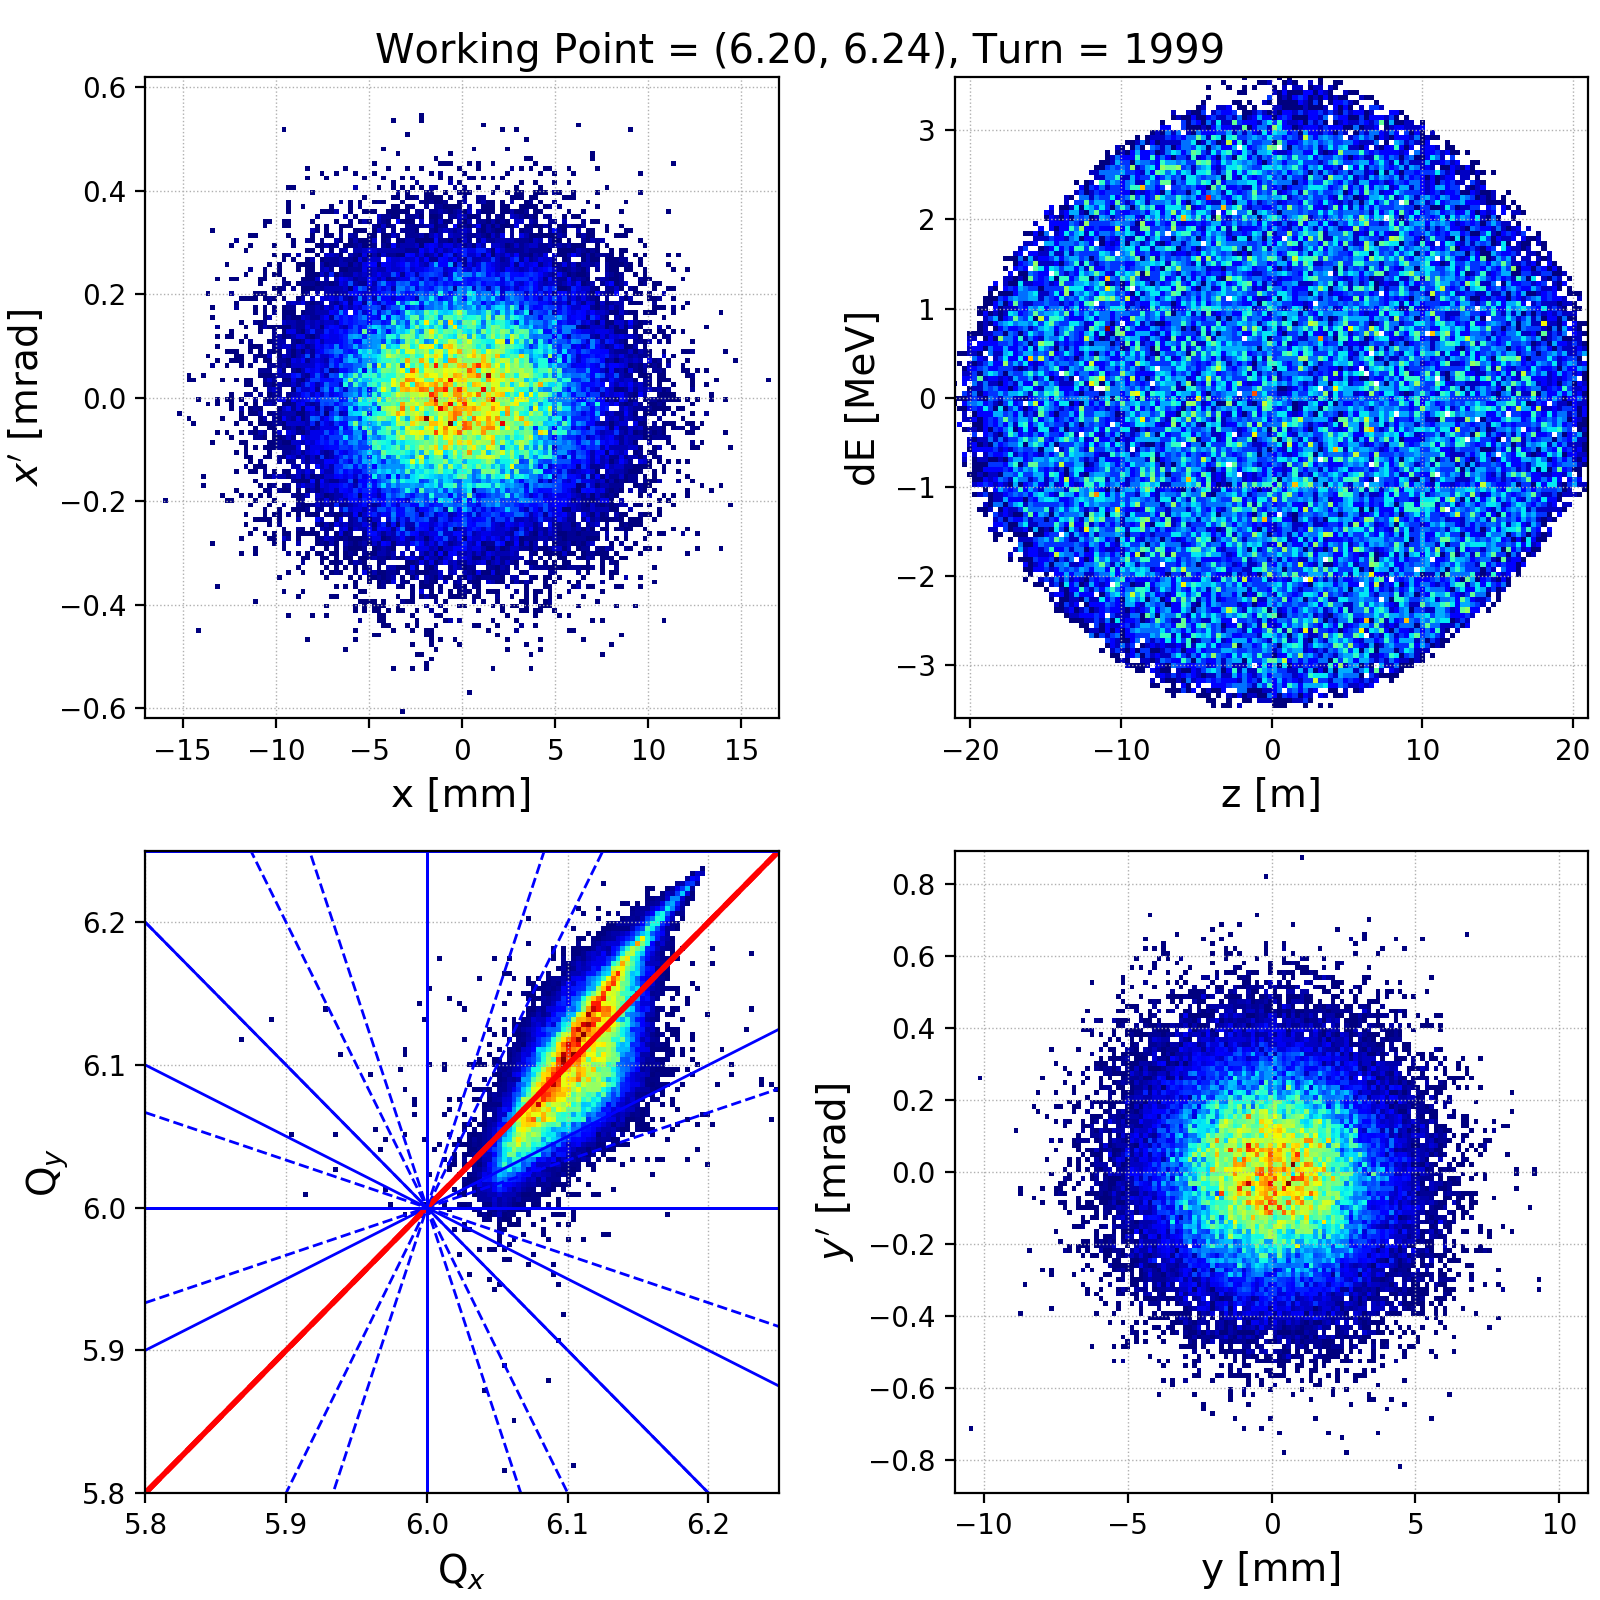 Working Point = (6.20, 6.24), Turn = 1999
0.6
0.4
0.2
0.0
−0.2
−0.4
−0.6
x′ [mrad]
−15 −10 −5 0 5 10 15
x [mm]
3
2
1
0
−1
−2
−3
dE [MeV]
−20 −10 0 10 20
z [m]
6.2
6.1
6.0
5.9
5.8
Qy
5.8 5.9 6.0 6.1 6.2
Qx
0.8
0.6
0.4
0.2
0.0
−0.2
−0.4
−0.6
−0.8
y′ [mrad]
−10 −5 0 5 10
y [mm]